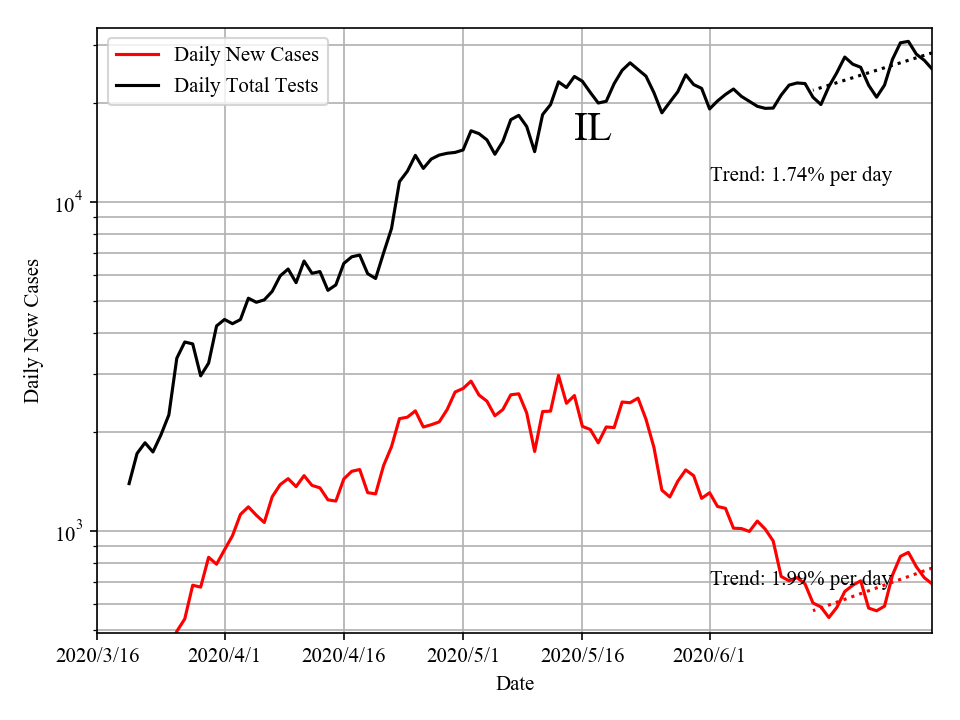 Daily New Cases
Daily Total Tests
IL
Trend: 1.74% per day
10^4
Daily New Cases
10^3
Trend: 1.99% per day
2020/3/16 2020/4/1 2020/4/16 2020/5/1 2020/5/16 2020/6/1
Date